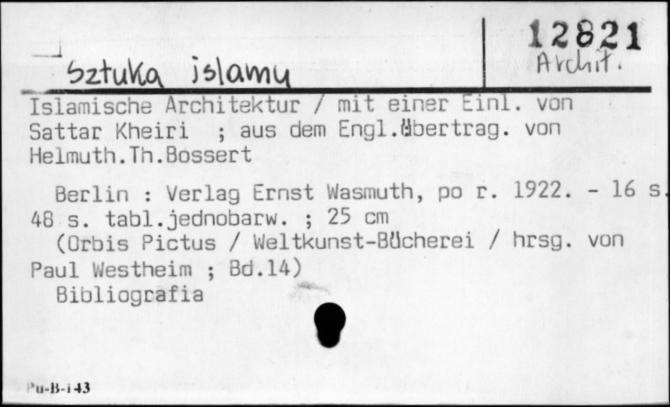 12821
Archit.
Sztuka islamu
Islamische Architektur / mit einer Einl. von
Sattar Kheiri ; aus dem Engl.übertrag. von
Helmuth.Th.Bossert
Berlin : Verlag Ernst Wasmuth, po r. 1922. - 16 s.
48 s. tabl.jednobarw. ; 25 cm
(Orbis Pictus / Weltkunst-Bücherei / hrsg. von
Paul Westheim ; Bd.14)
Bibliografia
Pu-B-143